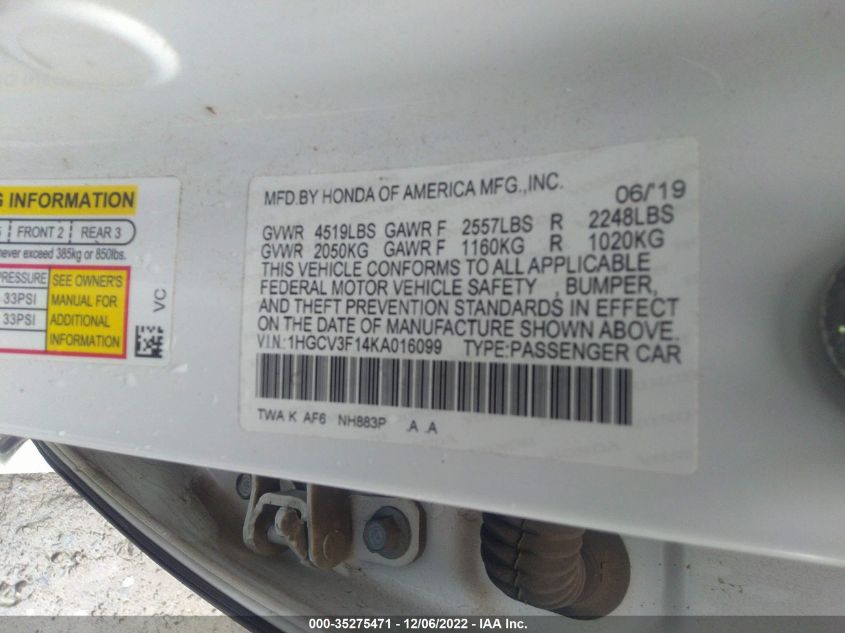 G INFORMATION
FRONT 2 REAR 3
never exceed 385kg or 850lbs.
PRESSURE
33PSI
33PSI
SEE OWNER'S
MANUAL FOR
ADDITIONAL
INFORMATION
VC
MFD.BY HONDA OF AMERICA MFG.,INC. 06/'19
GVWR 4519LBS GAWR F 2557LBS R 2248LBS
GVWR 2050KG GAWR F 1160KG R 1020KG
THIS VEHICLE CONFORMS TO ALL APPLICABLE
FEDERAL MOTOR VEHICLE SAFETY , BUMPER,
AND THEFT PREVENTION STANDARDS IN EFFECT
ON THE DATE OF MANUFACTURE SHOWN ABOVE.
V.I.N.:1HGCV3F14KA016099 TYPE:PASSENGER CAR
TWA K AF6 NH883P .A .A
000-35275471 - 12/06/2022 - IAA Inc.